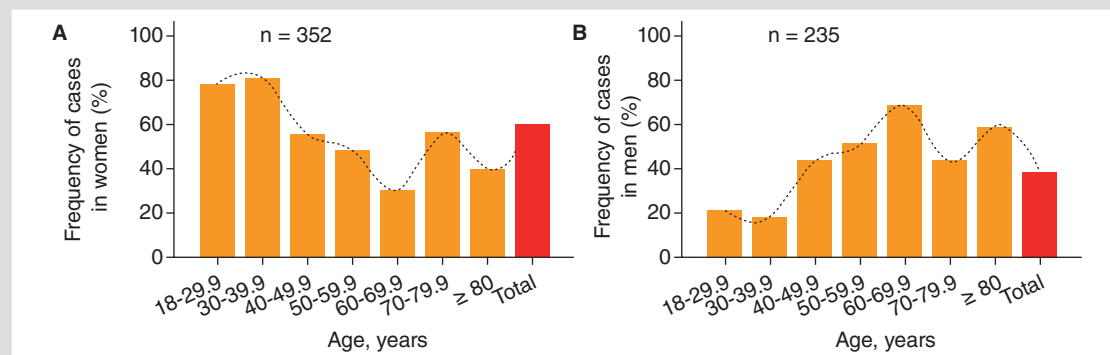 A
n = 352
Frequency of cases
in women (%)
100
80
60
40
20
0
18-29.9
30-39.9
40-49.9
50-59.9
60-69.9
70-79.9
≥ 80
Total
Age, years
B
n = 235
Frequency of cases
in men (%)
100
80
60
40
20
0
18-29.9
30-39.9
40-49.9
50-59.9
60-69.9
70-79.9
≥ 80
Total
Age, years